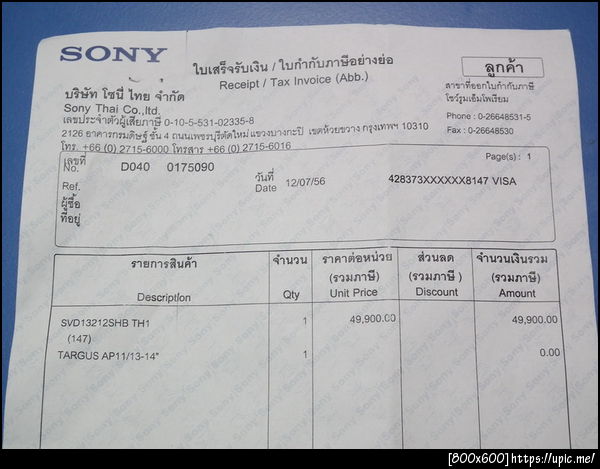 SONY
ใบเสร็จรับเงิน / ใบกำกับภาษีอย่างย่อ
Receipt / Tax Invoice (Abb.)
ลูกค้า
บริษัท โซนี่ ไทย จำกัด
Sony Thai Co.,ltd.
เลขประจำตัวผู้เสียภาษี 0-10-5-531-02335-8
2126 อาคารกรมดิษฐ์ ชั้น 4 ถนนเพชรบุรีตัดใหม่ แขวงบางกะปิ เขตห้วยขวาง กรุงเทพฯ 10310
โทร. +66 (0) 2715-6000 โทรสาร +66 (0) 2715-6016
สาขาที่ออกใบกำกับภาษี
โชว์รูมเอ็มโพเรียม
Phone : 0-26648531-5
Fax : 0-26648530
Page(s) : 1
เลขที่
No. D040 0175090
วันที่
Date 12/07/56
428373XXXXXX8147 VISA
Ref.
ผู้ซื้อ
ที่อยู่
รายการสินค้า จำนวน ราคาต่อหน่วย ส่วนลด จำนวนเงินรวม
(รวมภาษี) (รวมภาษี ) (รวมภาษี)
Description Qty Unit Price Discount Amount
SVD13212SHB TH1 1 49,900.00 49,900.00
(147)
TARGUS AP11/13-14" 1 0.00
[800x600]https://upic.me/